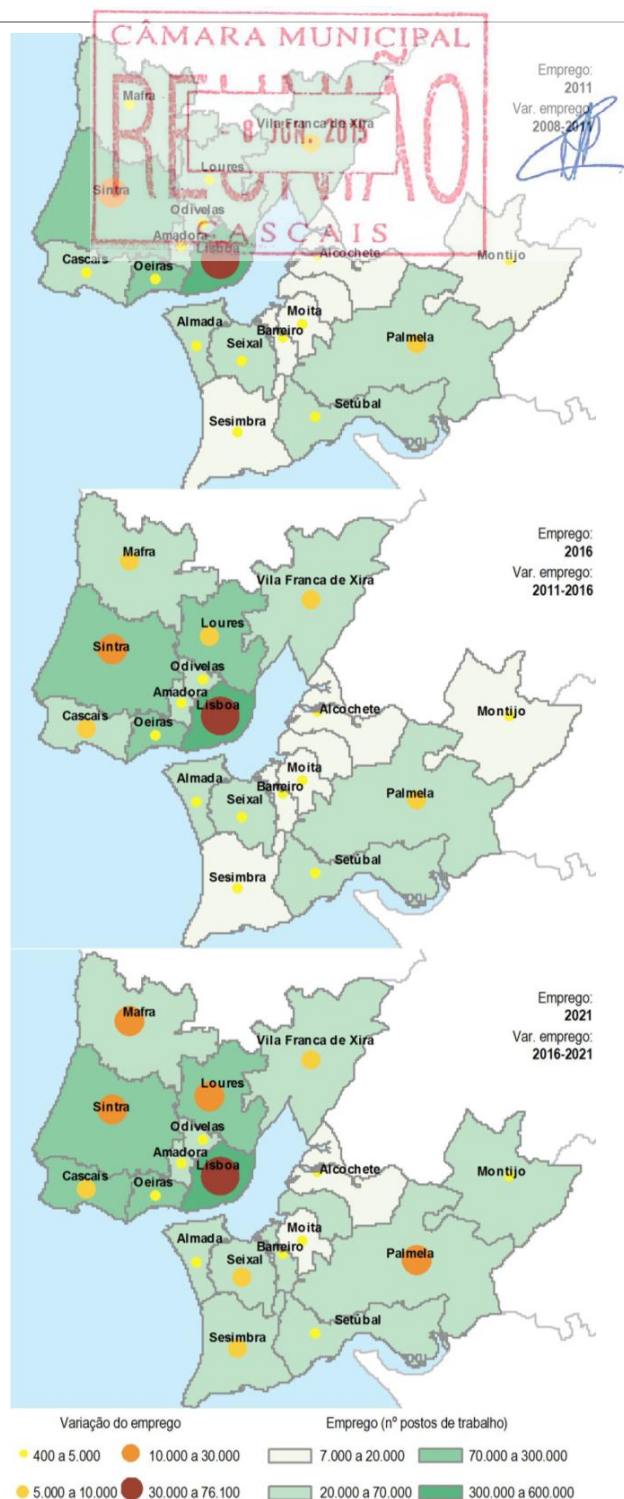 CÂMARA MUNICIPAL
REUNIÃO
- 8 JUN. 2015
CASCAIS
Emprego:
2011
Var. emprego:
2008-2011
Mafra
Vila Franca de Xira
Loures
Sintra
Odivelas
Amadora
Lisboa
Cascais
Oeiras
Alcochete
Montijo
Almada
Moita
Barreiro
Seixal
Palmela
Setúbal
Sesimbra
Emprego:
2016
Var. emprego:
2011-2016
Mafra
Vila Franca de Xira
Loures
Sintra
Odivelas
Amadora
Lisboa
Cascais
Oeiras
Alcochete
Montijo
Almada
Moita
Barreiro
Seixal
Palmela
Setúbal
Sesimbra
Emprego:
2021
Var. emprego:
2016-2021
Mafra
Vila Franca de Xira
Loures
Sintra
Odivelas
Amadora
Lisboa
Cascais
Oeiras
Alcochete
Montijo
Almada
Moita
Barreiro
Seixal
Palmela
Setúbal
Sesimbra
Variação do emprego
Emprego (nº postos de trabalho)
400 a 5.000 10.000 a 30.000 7.000 a 20.000 70.000 a 300.000
5.000 a 10.000 30.000 a 76.100 20.000 a 70.000 300.000 a 600.000